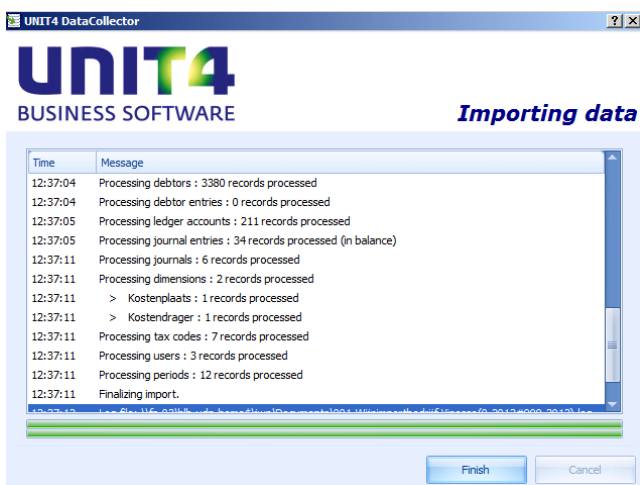 UNIT4 DataCollector
UNIT4
BUSINESS SOFTWARE
Importing data
Time Message
12:37:04 Processing debtors : 3380 records processed
12:37:04 Processing debtor entries : 0 records processed
12:37:05 Processing ledger accounts : 211 records processed
12:37:05 Processing journal entries : 34 records processed (in balance)
12:37:11 Processing journals : 6 records processed
12:37:11 Processing dimensions : 2 records processed
12:37:11 > Kostenplaats : 1 records processed
12:37:11 > Kostendrager : 1 records processed
12:37:11 Processing tax codes : 7 records processed
12:37:11 Processing users : 3 records processed
12:37:11 Processing periods : 12 records processed
12:37:11 Finalizing import.
Finish Cancel